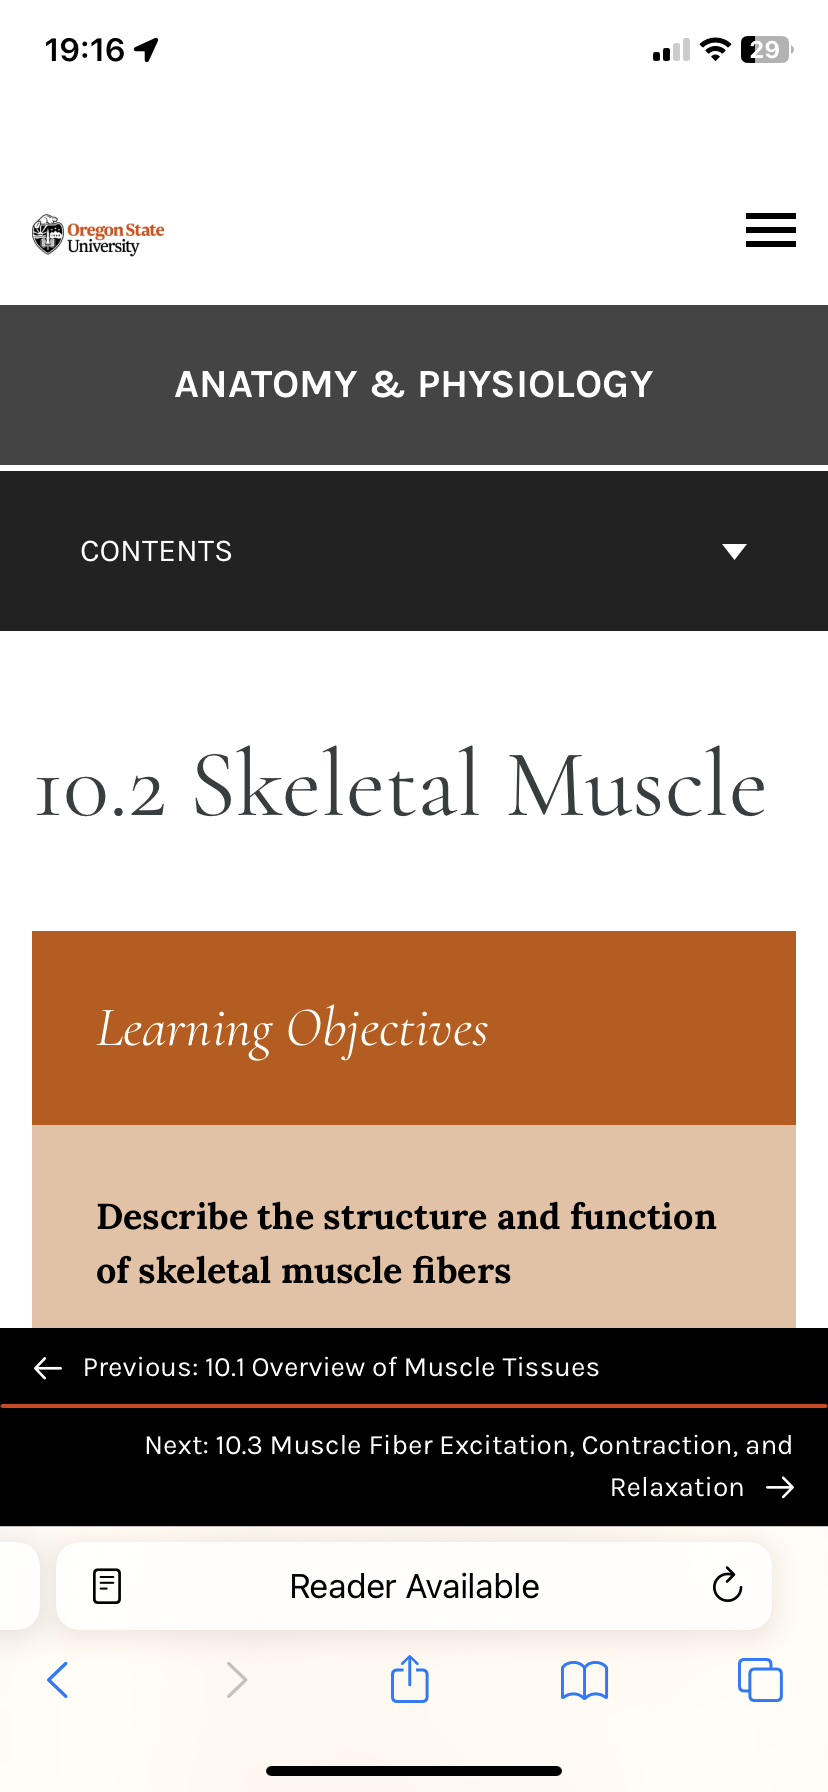 19:16
29
Oregon State
University
ANATOMY & PHYSIOLOGY
CONTENTS
10.2 Skeletal Muscle
Learning Objectives
Describe the structure and function
of skeletal muscle fibers
Previous: 10.1 Overview of Muscle Tissues
Next: 10.3 Muscle Fiber Excitation, Contraction, and
Relaxation
Reader Available